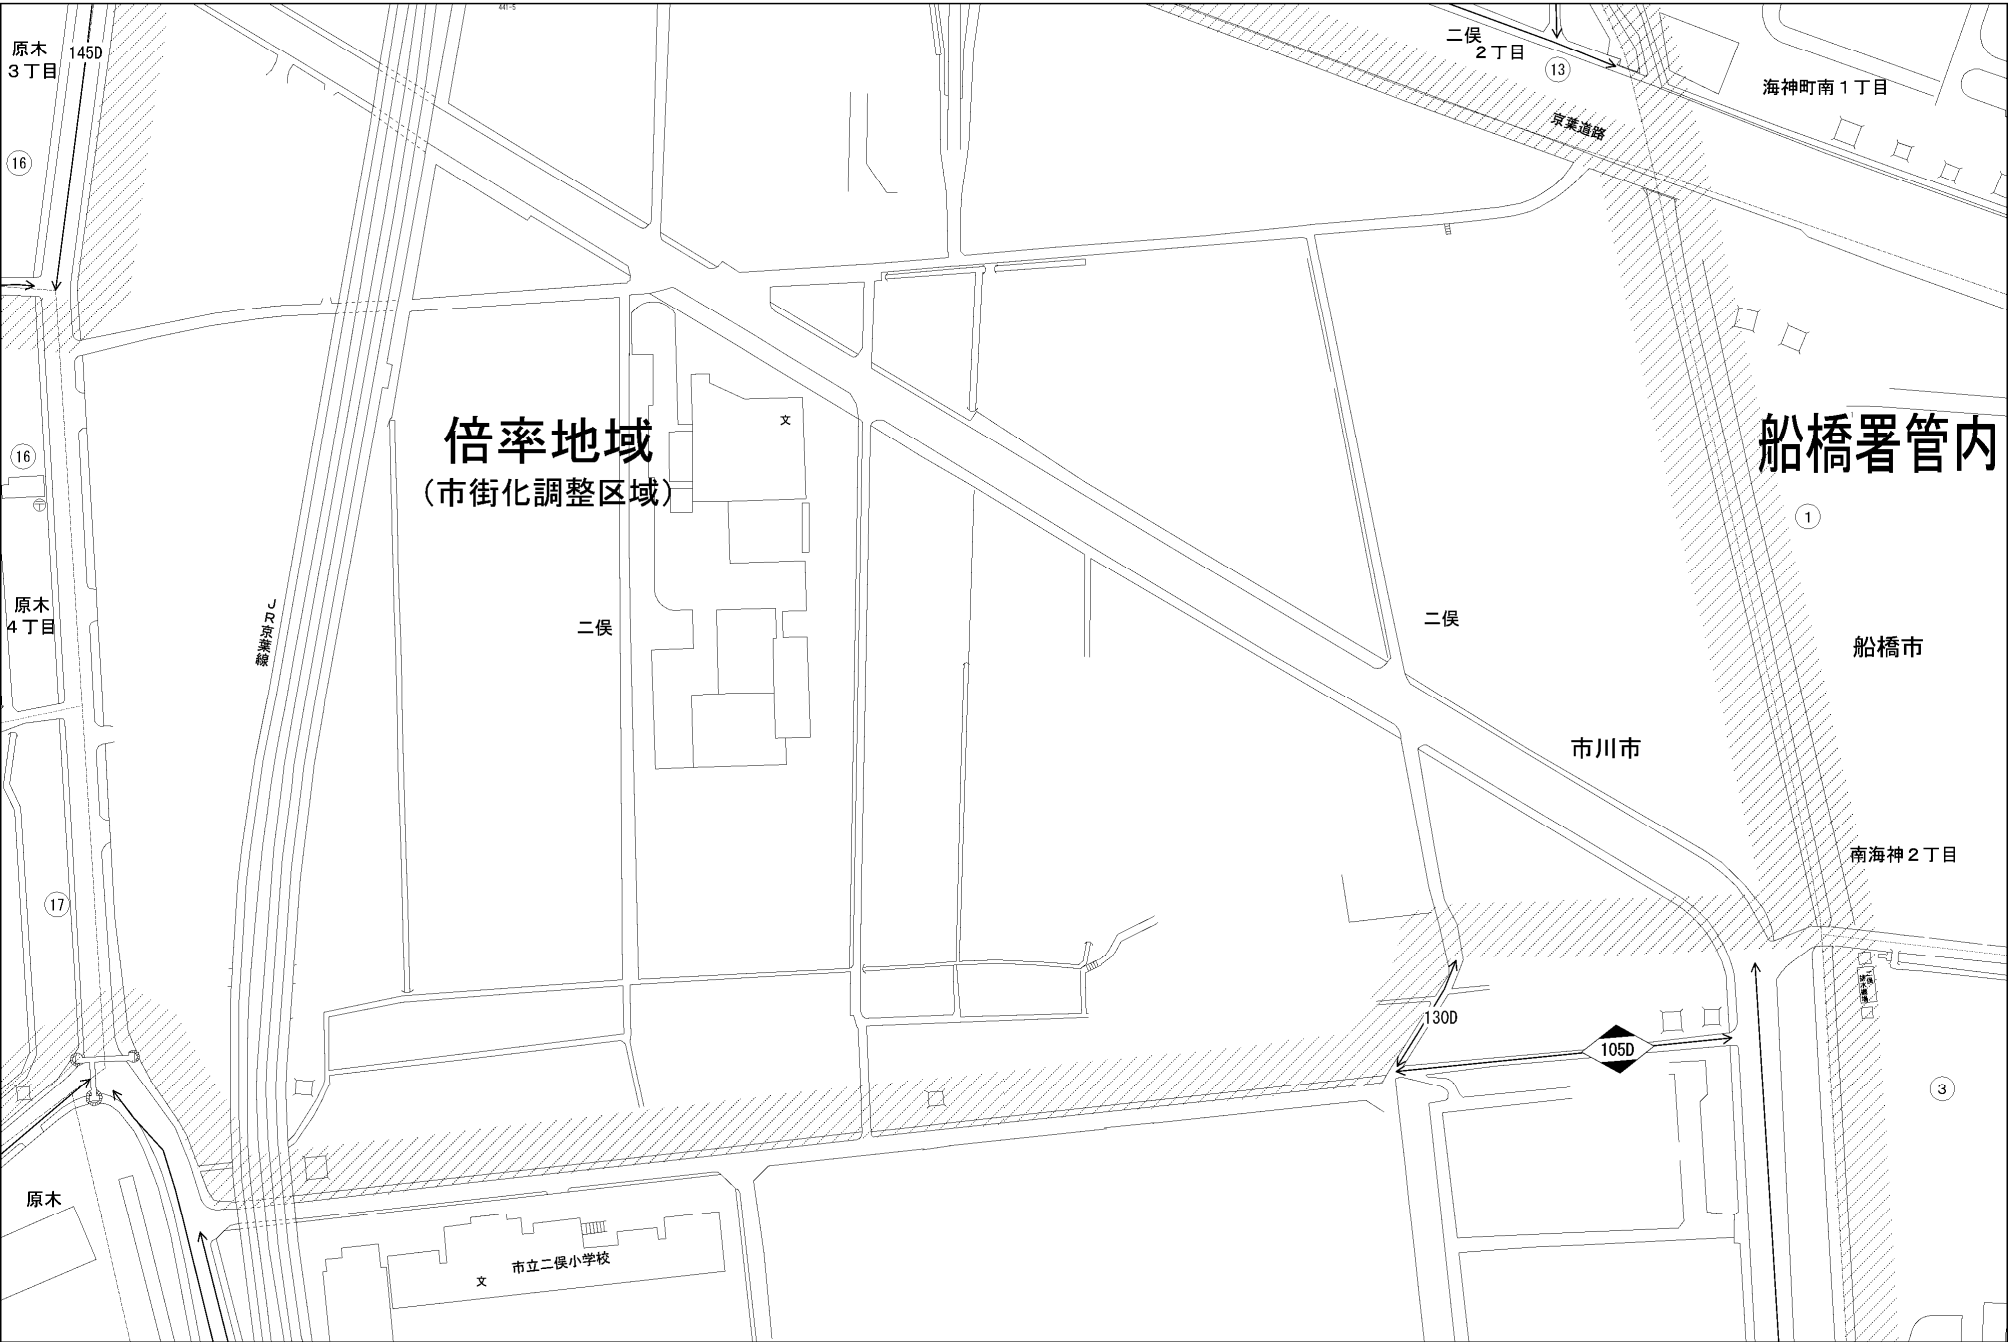 441-5
原木
３丁目
145D
二俣
２丁目
13
海神町南１丁目
京葉道路
16
倍率地域
（市街化調整区域）
文
船橋署管内
16
1
原木
４丁目
ＪＲ京葉線
二俣
二俣
船橋市
市川市
南海神２丁目
17
130D
105D
3
原木
市立二俣小学校
文